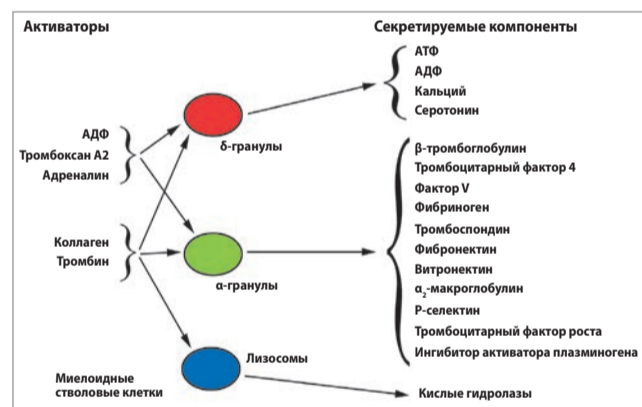 Активаторы
Секретируемые компоненты
АТФ
АДФ
Кальций
Серотонин
АДФ
Тромбоксан А2
Адреналин
δ-гранулы
β-тромбоглобулин
Тромбоцитарный фактор 4
Фактор V
Фибриноген
Тромбоспондин
Фибронектин
Витронектин
α₂-макроглобулин
Р-селектин
Тромбоцитарный фактор роста
Ингибитор активатора плазминогена
Коллаген
Тромбин
α-гранулы
Лизосомы
Миелоидные
стволовые клетки
Кислые гидролазы